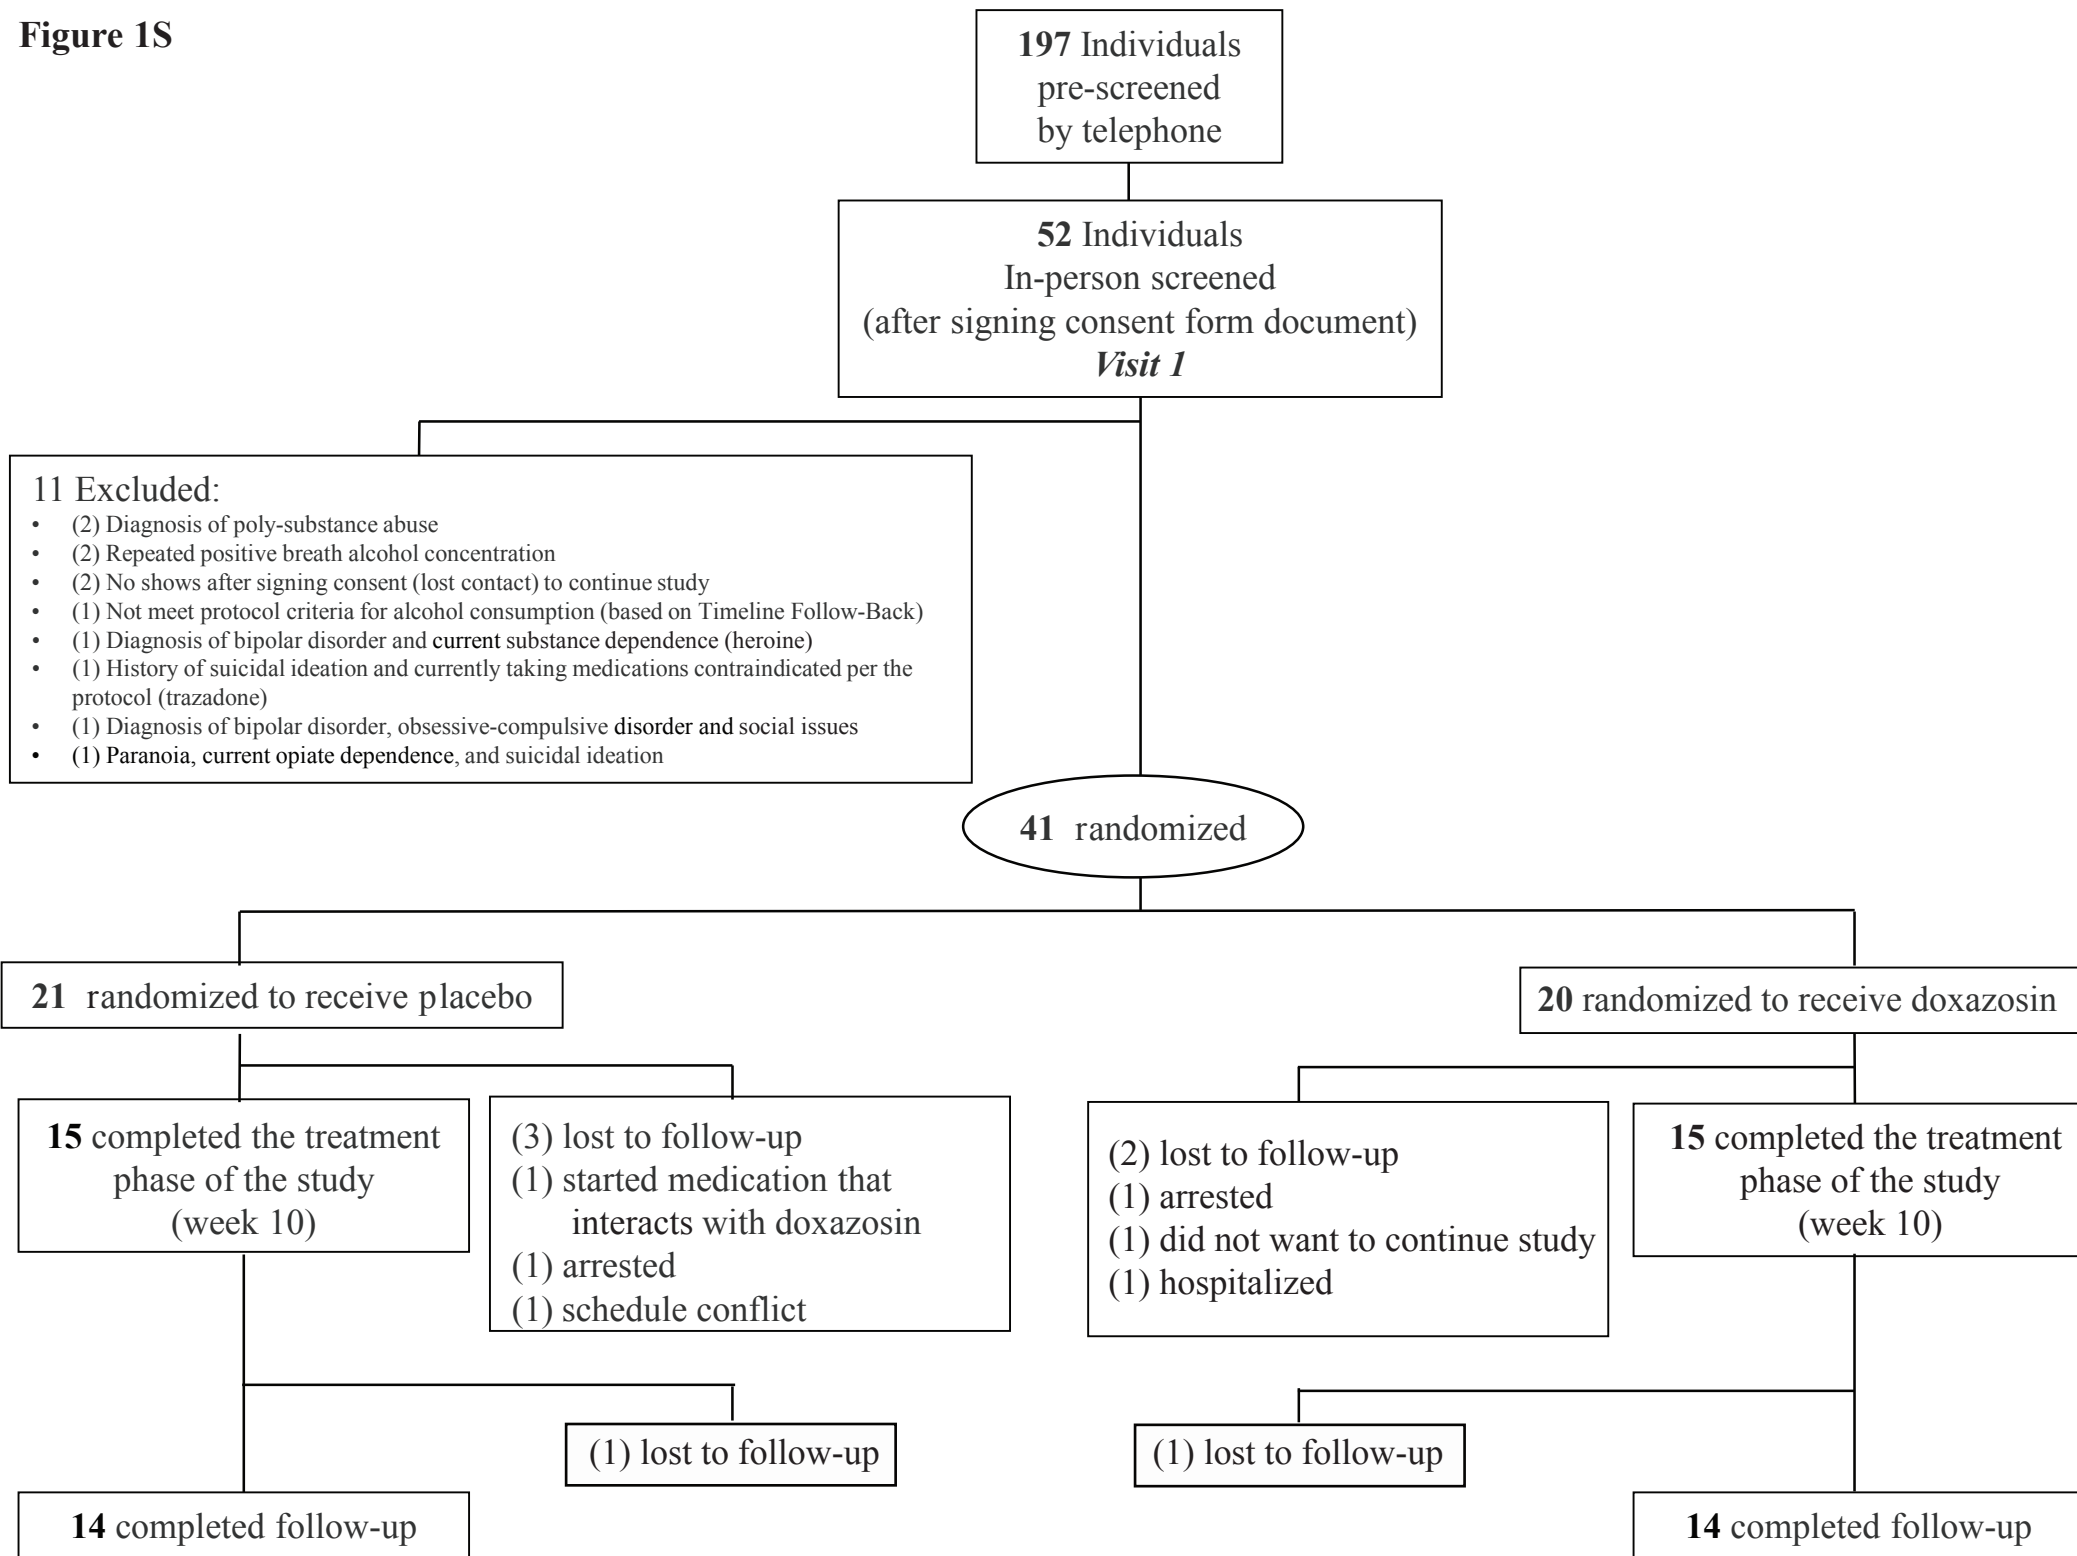 Figure 1S
197 Individuals
pre-screened
by telephone
52 Individuals
In-person screened
(after signing consent form document)
Visit 1
11 Excluded:
• (2) Diagnosis of poly-substance abuse
• (2) Repeated positive breath alcohol concentration
• (2) No shows after signing consent (lost contact) to continue study
• (1) Not meet protocol criteria for alcohol consumption (based on Timeline Follow-Back)
• (1) Diagnosis of bipolar disorder and current substance dependence (heroine)
• (1) History of suicidal ideation and currently taking medications contraindicated per the
protocol (trazadone)
• (1) Diagnosis of bipolar disorder, obsessive-compulsive disorder and social issues
• (1) Paranoia, current opiate dependence, and suicidal ideation
41 randomized
21 randomized to receive placebo
20 randomized to receive doxazosin
15 completed the treatment
phase of the study
(week 10)
(3) lost to follow-up
(1) started medication that
interacts with doxazosin
(1) arrested
(1) schedule conflict
(2) lost to follow-up
(1) arrested
(1) did not want to continue study
(1) hospitalized
15 completed the treatment
phase of the study
(week 10)
(1) lost to follow-up
(1) lost to follow-up
14 completed follow-up
14 completed follow-up